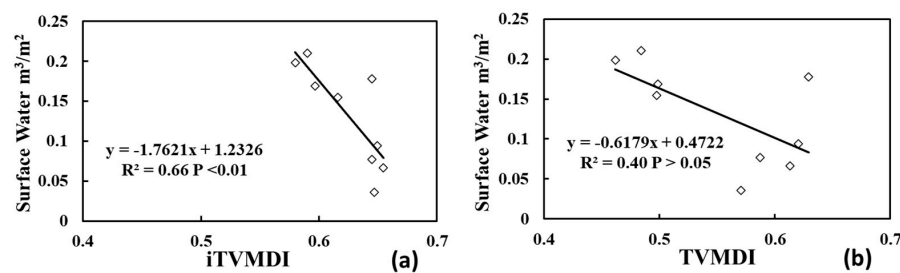 0.25
0.2
0.15
0.1
0.05
0
Surface Water m³/m²
y = -1.7621x + 1.2326
R² = 0.66 P <0.01
0.4 0.5 0.6 0.7
iTVMDI (a)
0.25
0.2
0.15
0.1
0.05
0
Surface Water m³/m²
y = -0.6179x + 0.4722
R² = 0.40 P > 0.05
0.4 0.5 0.6 0.7
TVMDI (b)